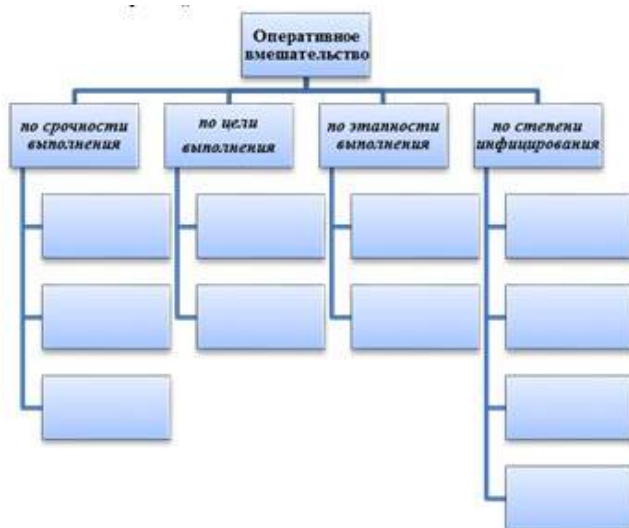 Оперативное
вмешательство
по срочности
выполнения
по цели
выполнения
по этапности
выполнения
по степени
инфицирования